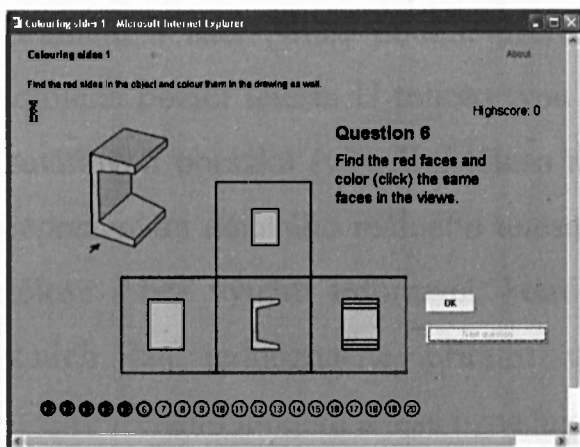 Colouring sides 1 - Microsoft Internet Explorer
Colouring sides 1
About
Find the red sides in the object and colour them in the drawing as well.
Highscore: 0
Question 6
Find the red faces and
color (click) the same
faces in the views.
OK
Next question
6 7 8 9 10 11 12 13 14 15 16 17 18 19 20